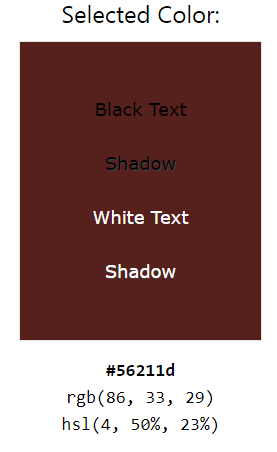 Selected Color:
Black Text
Shadow
White Text
Shadow
#56211d
rgb(86, 33, 29)
hsl(4, 50%, 23%)